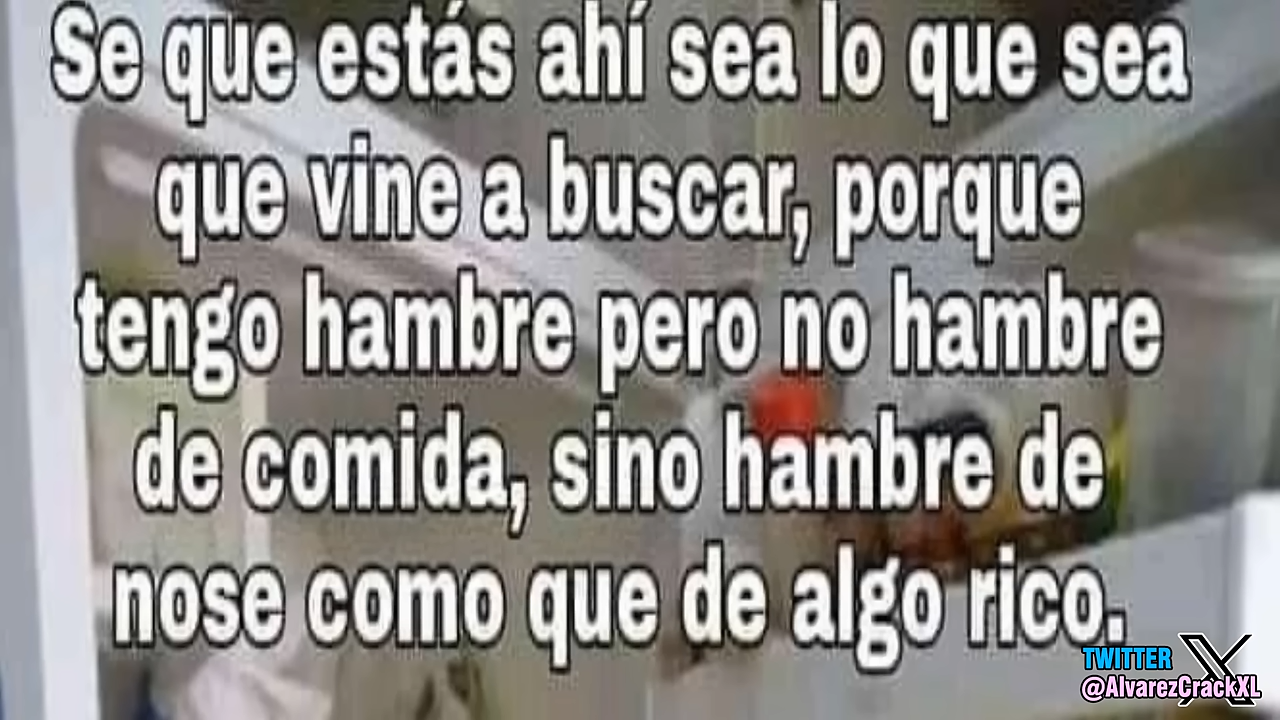 Se que estás ahí sea lo que sea
que vine a buscar, porque
tengo hambre pero no hambre
de comida, sino hambre de
nose como que de algo rico.
TWITTER X
@AlvarezCrackXL